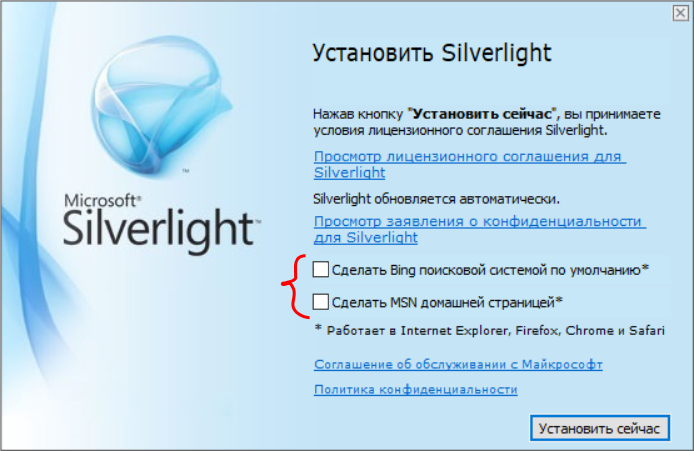 Установить Silverlight
Нажав кнопку "Установить сейчас", вы принимаете
условия лицензионного соглашения Silverlight.
Просмотр лицензионного соглашения для
Silverlight
Silverlight обновляется автоматически.
Просмотр заявления о конфиденциальности
для Silverlight
Microsoft®
Silverlight™
Сделать Bing поисковой системой по умолчанию*
Сделать MSN домашней страницей*
* Работает в Internet Explorer, Firefox, Chrome и Safari
Соглашение об обслуживании с Майкрософт
Политика конфиденциальности
Установить сейчас